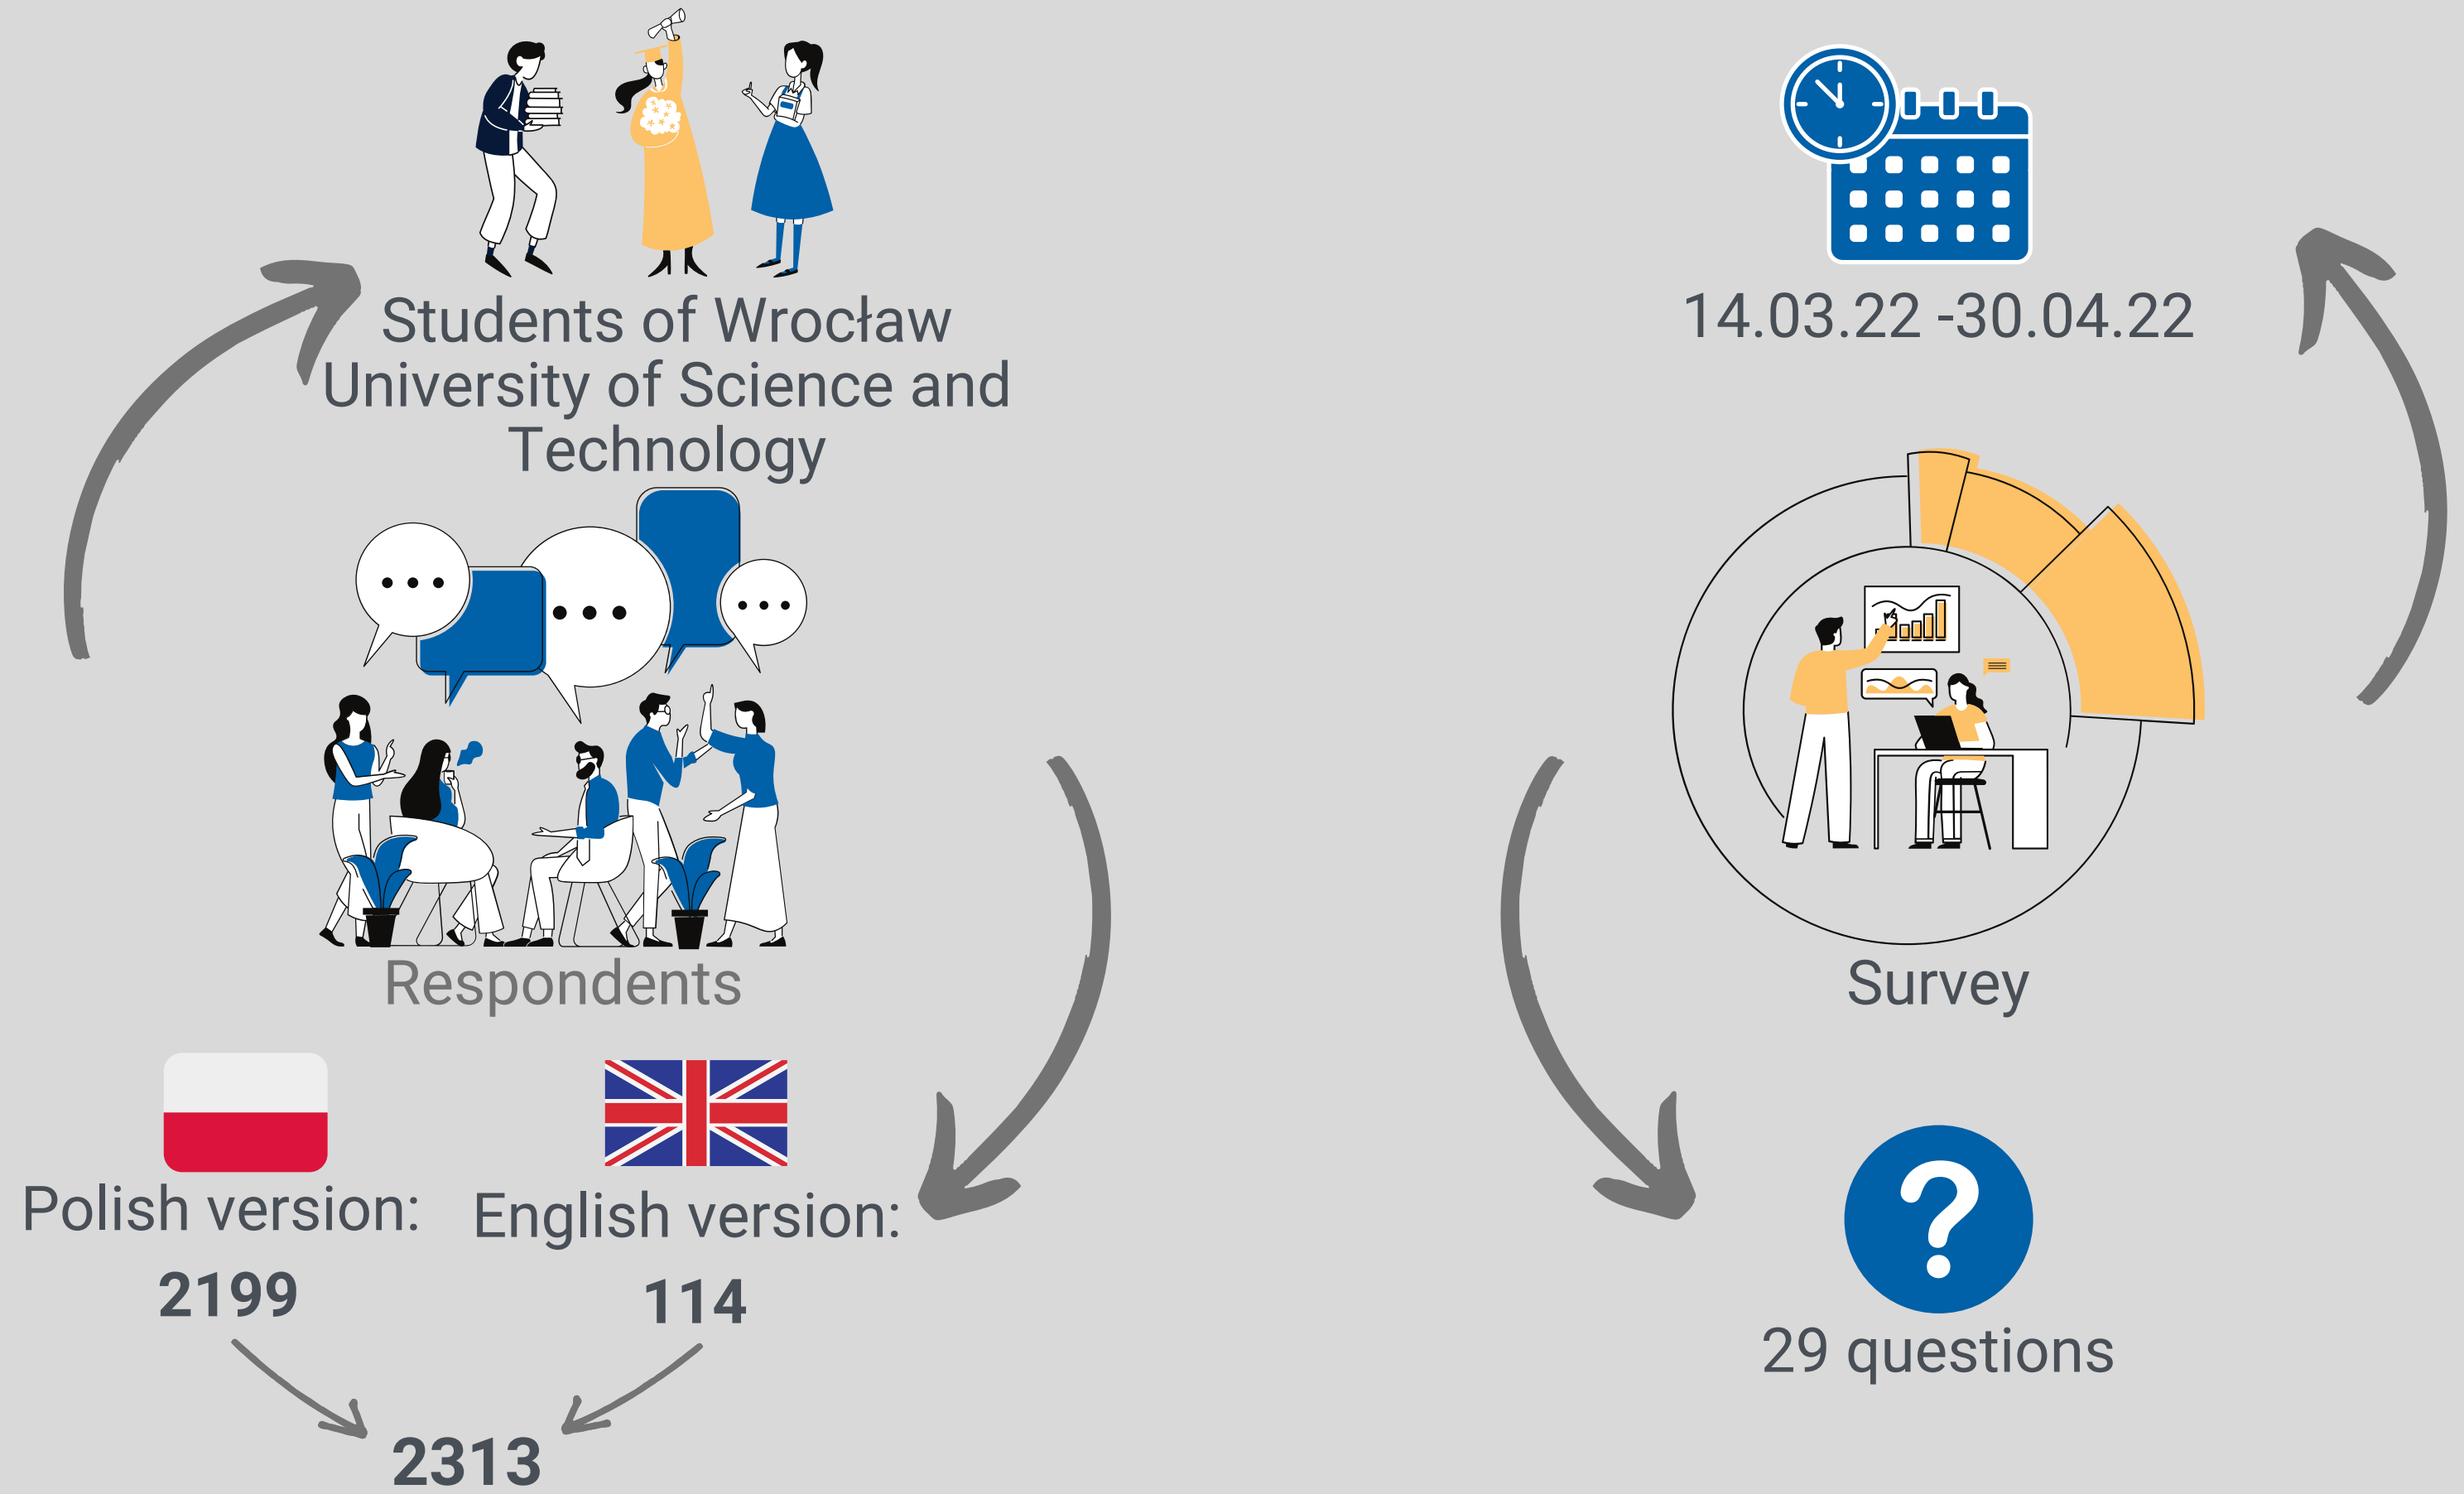 Students of Wrocław
University of Science and
Technology
Respondents
Polish version:
2199
English version:
114
2313
14.03.22 -30.04.22
Survey
29 questions